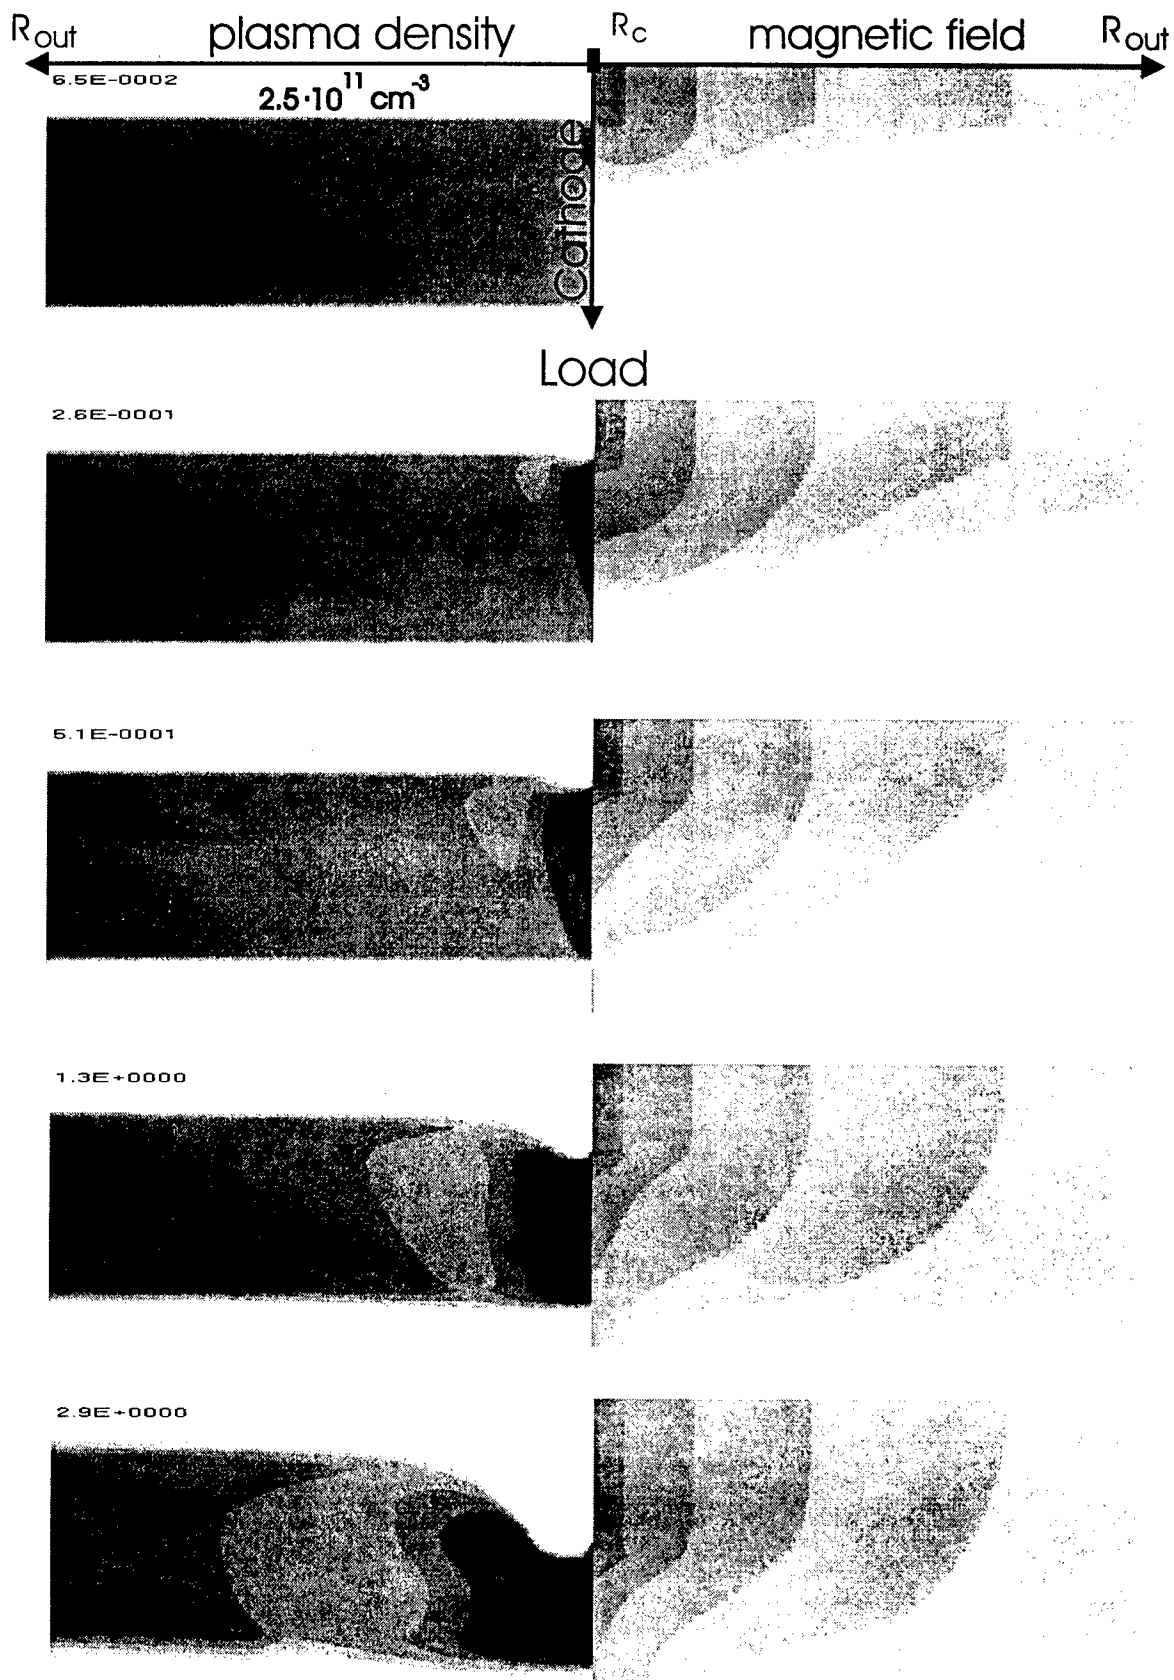 R_out plasma density R_c magnetic field R_out
6.5E-0002
2.5·10^11 cm^-3
Cathode
Load
2.6E-0001
5.1E-0001
1.3E+0000
2.9E+0000